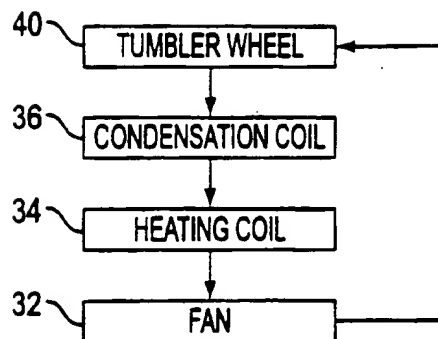 40
TUMBLER WHEEL
36
CONDENSATION COIL
34
HEATING COIL
32
FAN